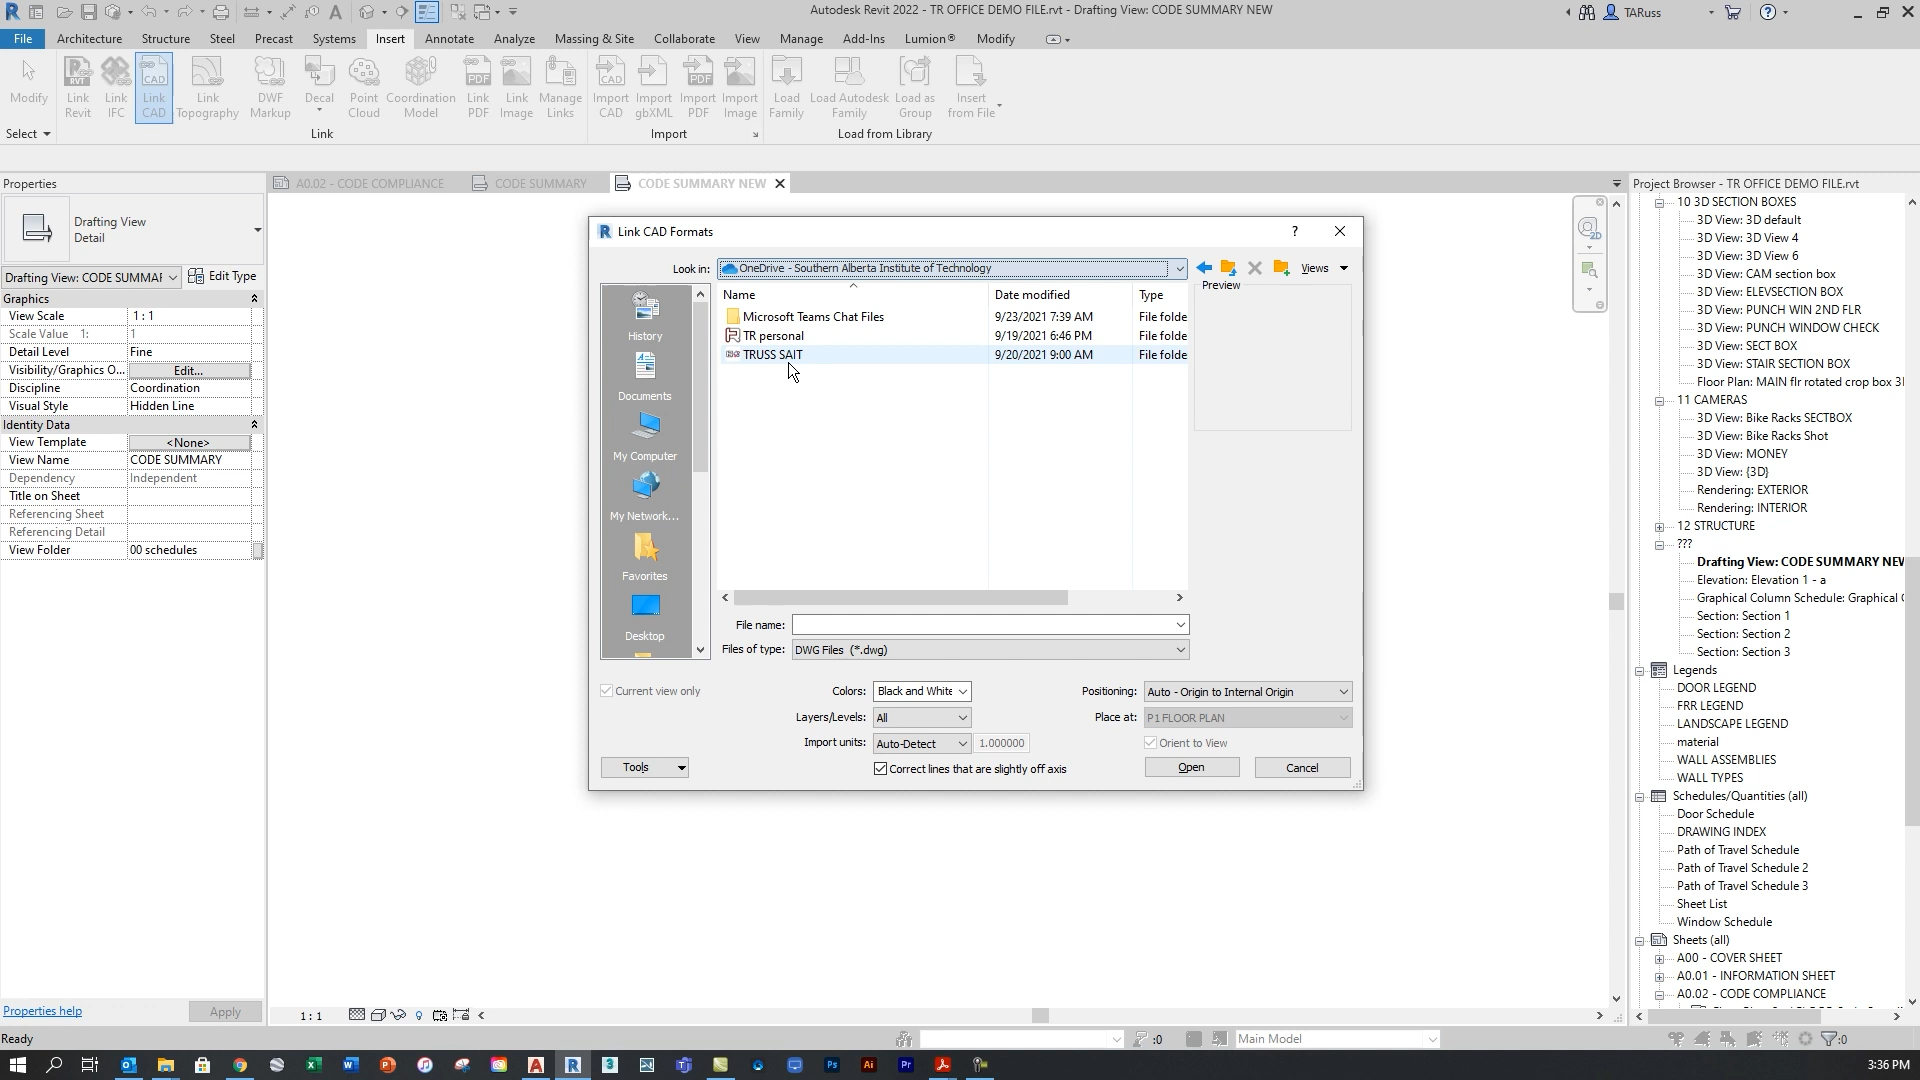 Autodesk Revit 2022 - TR OFFICE DEMO FILE.rvt - Drafting View: CODE SUMMARY NEW
TARuss
File Architecture Structure Steel Precast Systems Insert Annotate Analyze Massing & Site Collaborate View Manage Add-Ins Lumion® Modify
Modify
Link Revit
Link IFC
Link CAD
Link Topography
DWF Markup
Decal
Point Cloud
Coordination Model
Link PDF
Link Image
Manage Links
Import CAD
Import gbXML
Import PDF
Import Image
Load Family
Load Autodesk Family
Load as Group
Insert from File
Select Link Import Load from Library
Properties
A0.02 - CODE COMPLIANCE CODE SUMMARY CODE SUMMARY NEW
Project Browser - TR OFFICE DEMO FILE.rvt
Drafting View
Detail
Drafting View: CODE SUMMAR Edit Type
Graphics
View Scale 1 : 1
Scale Value 1: 1
Detail Level Fine
Visibility/Graphics O... Edit...
Discipline Coordination
Visual Style Hidden Line
Identity Data
View Template <None>
View Name CODE SUMMARY
Dependency Independent
Title on Sheet
Referencing Sheet
Referencing Detail
View Folder 00 schedules
Properties help Apply
Link CAD Formats
Look in: OneDrive - Southern Alberta Institute of Technology Views
Name Date modified Type
Microsoft Teams Chat Files 9/23/2021 7:39 AM File folde
TR personal 9/19/2021 6:46 PM File folde
TRUSS SAIT 9/20/2021 9:00 AM File folde
Preview
History
Documents
My Computer
My Network...
Favorites
Desktop
File name:
Files of type: DWG Files (*.dwg)
Current view only
Colors: Black and White
Layers/Levels: All
Import units: Auto-Detect 1.000000
Correct lines that are slightly off axis
Positioning: Auto - Origin to Internal Origin
Place at: P1 FLOOR PLAN
Orient to View
Tools Open Cancel
10 3D SECTION BOXES
3D View: 3D default
3D View: 3D View 4
3D View: 3D View 6
3D View: CAM section box
3D View: ELEVSECTION BOX
3D View: PUNCH WIN 2ND FLR
3D View: PUNCH WINDOW CHECK
3D View: SECT BOX
3D View: STAIR SECTION BOX
Floor Plan: MAIN flr rotated crop box 3
11 CAMERAS
3D View: Bike Racks SECTBOX
3D View: Bike Racks Shot
3D View: MONEY
3D View: {3D}
Rendering: EXTERIOR
Rendering: INTERIOR
12 STRUCTURE
???
Drafting View: CODE SUMMARY NEW
Elevation: Elevation 1 - a
Graphical Column Schedule: Graphical
Section: Section 1
Section: Section 2
Section: Section 3
Legends
DOOR LEGEND
FRR LEGEND
LANDSCAPE LEGEND
material
WALL ASSEMBLIES
WALL TYPES
Schedules/Quantities (all)
Door Schedule
DRAWING INDEX
Path of Travel Schedule
Path of Travel Schedule 2
Path of Travel Schedule 3
Sheet List
Window Schedule
Sheets (all)
A00 - COVER SHEET
A0.01 - INFORMATION SHEET
A0.02 - CODE COMPLIANCE
1 : 1
Ready
:0
Main Model
:0
3:36 PM